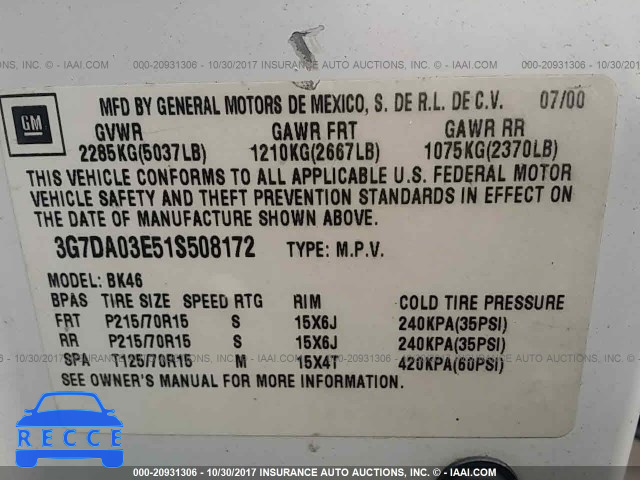 000-20931306 - 10/30/2017 INSURANCE AUTO AUCTIONS, INC. - IAAI.COM
GM
MFD BY GENERAL MOTORS DE MEXICO, S. DE R.L. DE C.V. 07/00
GVWR GAWR FRT GAWR RR
2285KG(5037LB) 1210KG(2667LB) 1075KG(2370LB)
THIS VEHICLE CONFORMS TO ALL APPLICABLE U.S. FEDERAL MOTOR
VEHICLE SAFETY AND THEFT PREVENTION STANDARDS IN EFFECT ON
THE DATE OF MANUFACTURE SHOWN ABOVE.
3G7DA03E51S508172 TYPE: M.P.V.
MODEL: BK46
BPAS TIRE SIZE SPEED RTG RIM COLD TIRE PRESSURE
FRT P215/70R15 S 15X6J 240KPA(35PSI)
RR P215/70R15 S 15X6J 240KPA(35PSI)
SPA T125/70R15 M 15X4T 420KPA(60PSI)
SEE OWNER'S MANUAL FOR MORE INFORMATION.
AUTO
RECCE
000-20931306 - 10/30/2017 INSURANCE AUTO AUCTIONS, INC. - IAAI.COM